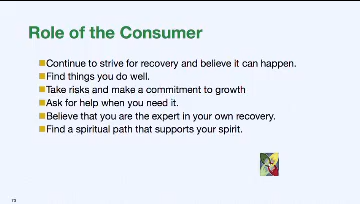 Role of the Consumer
Continue to strive for recovery and believe it can happen.
Find things you do well.
Take risks and make a commitment to growth
Ask for help when you need it.
Believe that you are the expert in your own recovery.
Find a spiritual path that supports your spirit.